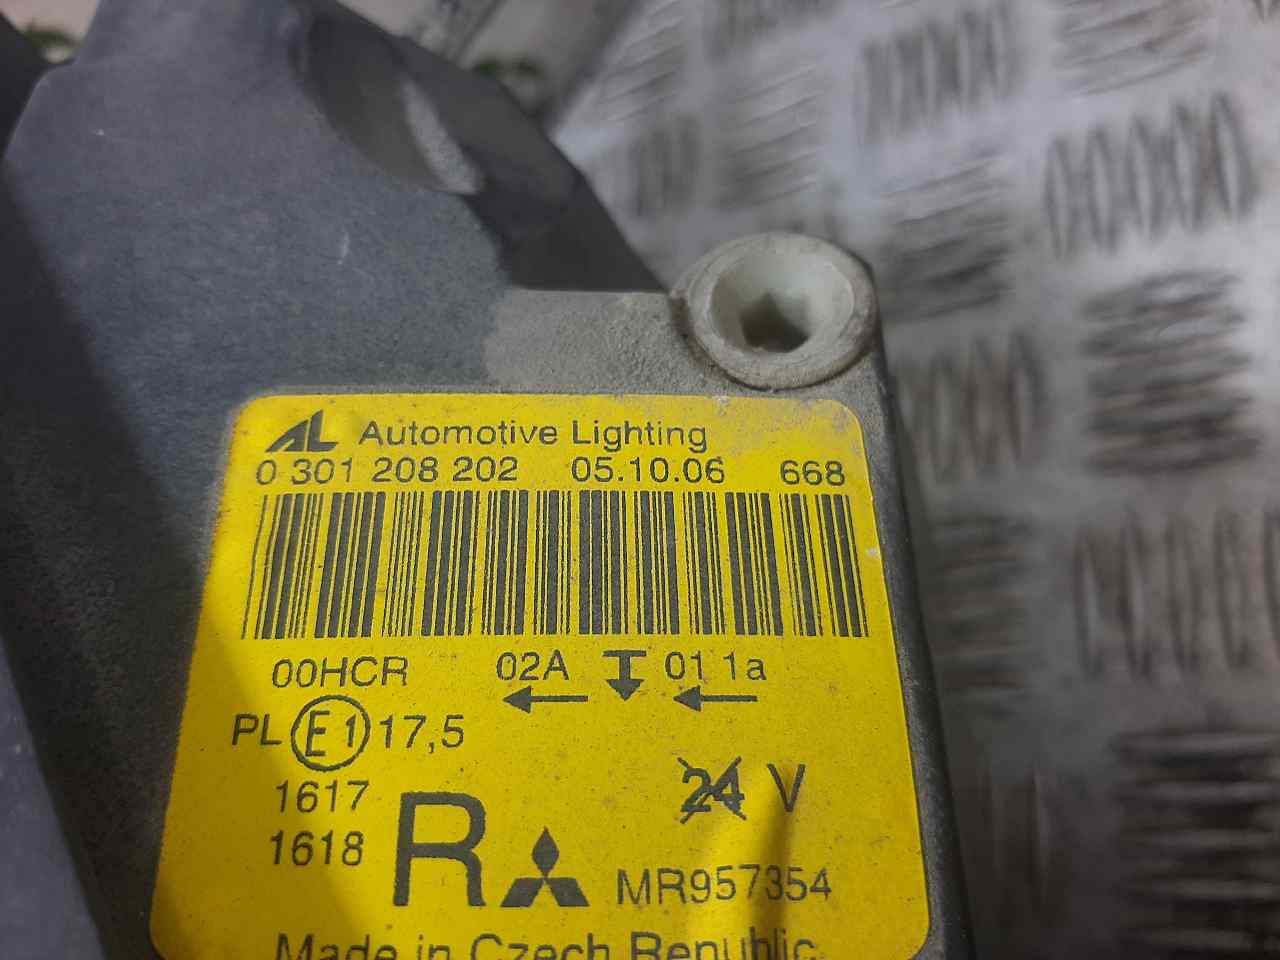 AL Automotive Lighting
0 301 208 202 05.10.06 668
00HCR 02A 01 1a
PL E1 17,5
1617
1618
R 24 V
MR957354
Made in Czech Republic